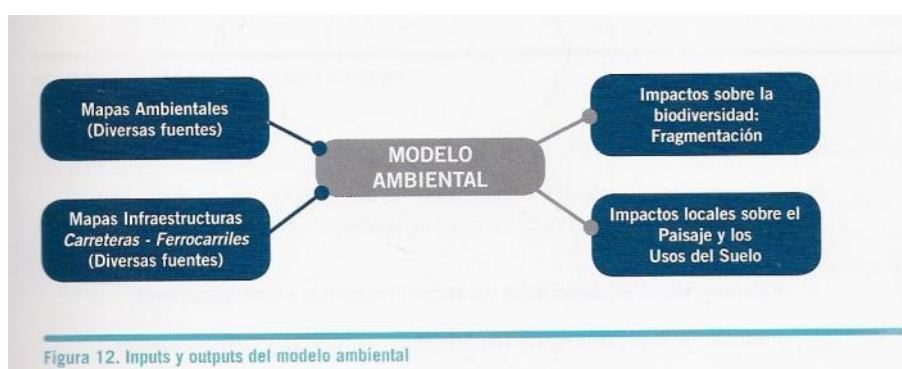 Mapas Ambientales
(Diversas fuentes)
Mapas Infraestructuras
Carreteras - Ferrocarriles
(Diversas fuentes)
MODELO
AMBIENTAL
Impactos sobre la
biodiversidad:
Fragmentación
Impactos locales sobre el
Paisaje y los
Usos del Suelo
Figura 12. Inputs y outputs del modelo ambiental